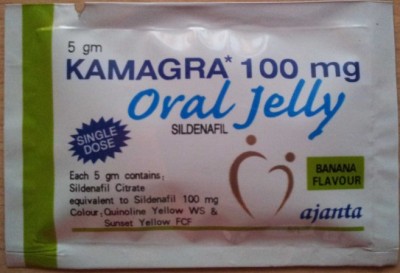 5 gm
KAMAGRA* 100 mg
Oral Jelly
SILDENAFIL
SINGLE
DOSE
Each 5 gm contains:
Sildenafil Citrate
equivalent to Sildenafil 100 mg
Colour: Quinoline Yellow WS &
Sunset Yellow FCF
BANANA
FLAVOUR
ajanta